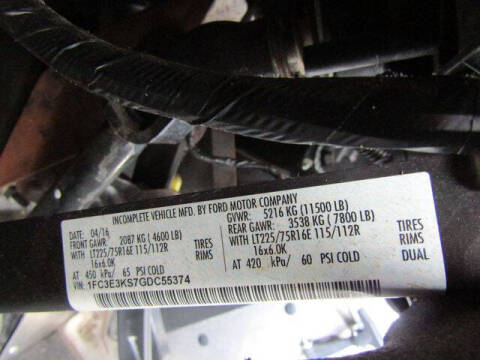 INCOMPLETE VEHICLE MFD. BY FORD MOTOR COMPANY
DATE: 04/16 GVWR: 5216 KG (11500 LB)
FRONT GAWR: 2087 KG ( 4600 LB) REAR GAWR: 3538 KG ( 7800 LB)
WITH LT225/75R16E 115/112R TIRES WITH LT225/75R16E 115/112R TIRES
16x6.0K RIMS 16x6.0K RIMS
AT 450 kPa/ 65 PSI COLD AT 420 kPa/ 60 PSI COLD DUAL
VIN: 1FC3E3KS7GDC55374